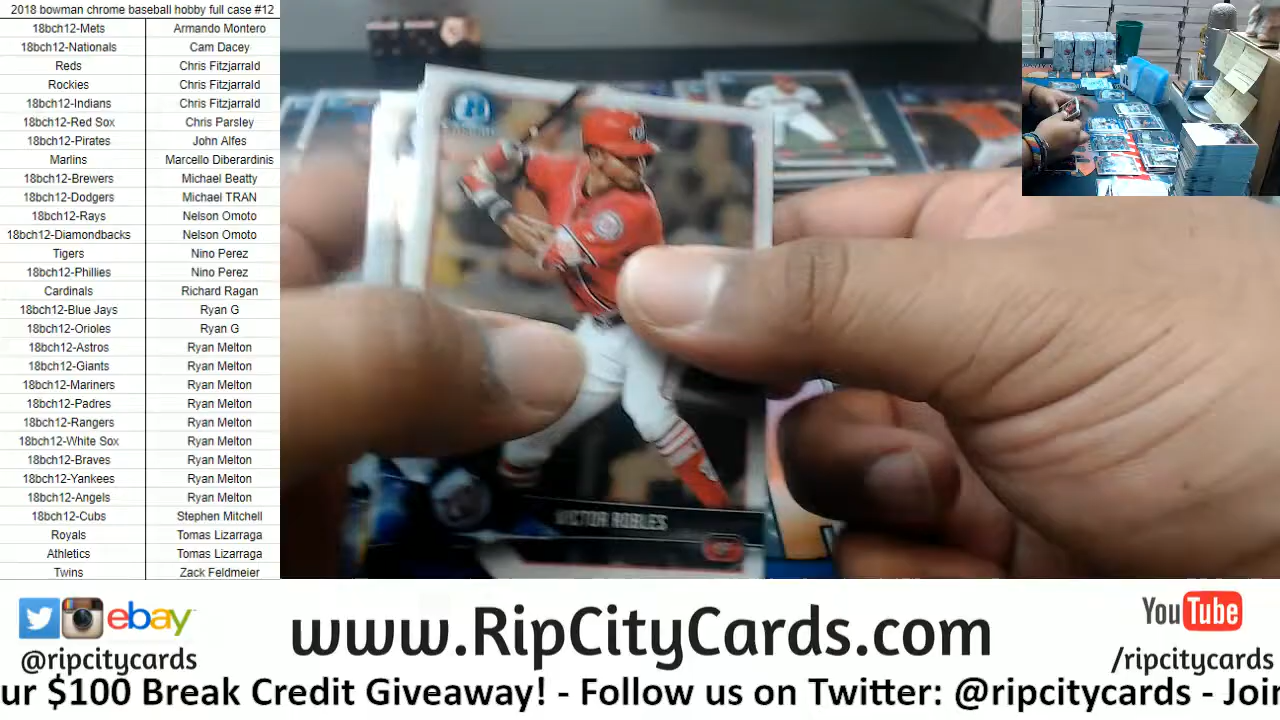 2018 bowman chrome baseball hobby full case #12
18bch12-Mets Armando Montero
18bch12-Nationals Cam Dacey
Reds Chris Fitzjarrald
Rockies Chris Fitzjarrald
18bch12-Indians Chris Fitzjarrald
18bch12-Red Sox Chris Parsley
18bch12-Pirates John Alfes
Marlins Marcello Diberardinis
18bch12-Brewers Michael Beatty
18bch12-Dodgers Michael TRAN
18bch12-Rays Nelson Omoto
18bch12-Diamondbacks Nelson Omoto
Tigers Nino Perez
18bch12-Phillies Nino Perez
Cardinals Richard Ragan
18bch12-Blue Jays Ryan G
18bch12-Orioles Ryan G
18bch12-Astros Ryan Melton
18bch12-Giants Ryan Melton
18bch12-Mariners Ryan Melton
18bch12-Padres Ryan Melton
18bch12-Rangers Ryan Melton
18bch12-White Sox Ryan Melton
18bch12-Braves Ryan Melton
18bch12-Yankees Ryan Melton
18bch12-Angels Ryan Melton
18bch12-Cubs Stephen Mitchell
Royals Tomas Lizarraga
Athletics Tomas Lizarraga
Twins Zack Feldmeier
VICTOR ROBLES
ebay
@ripcitycards
www.RipCityCards.com
YouTube
/ripcitycards
ur $100 Break Credit Giveaway! - Follow us on Twitter: @ripcitycards - Join